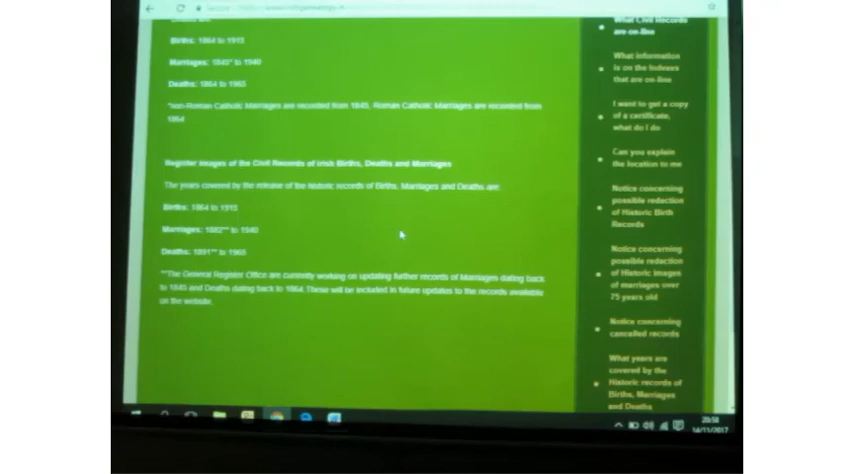 Births: 1864 to 1915
Marriages: 1845* to 1940
Deaths: 1864 to 1965
*non-Roman Catholic Marriages are recorded from 1845, Roman Catholic Marriages are recorded from
1864
Register Images of the Civil Records of Irish Births, Deaths and Marriages
The years covered by the release of the historic records of Births, Marriages and Deaths are:
Births: 1864 to 1915
Marriages: 1882** to 1940
Deaths: 1891** to 1965
**The General Register Office are currently working on updating further records of Marriages dating back
to 1845 and Deaths dating back to 1864. These will be included in future updates to the records available
on the website.
What Civil Records
are on-line
What information
is on the Indexes
that are on-line
I want to get a copy
of a certificate,
what do I do
Can you explain
the location to me
Notice concerning
possible redaction
of Historic Birth
Records
Notice concerning
possible redaction
of Historic images
of marriages over
75 years old
Notice concerning
cancelled records
What years are
covered by the
Historic records of
Births, Marriages
and Deaths
20:58
14/11/2017